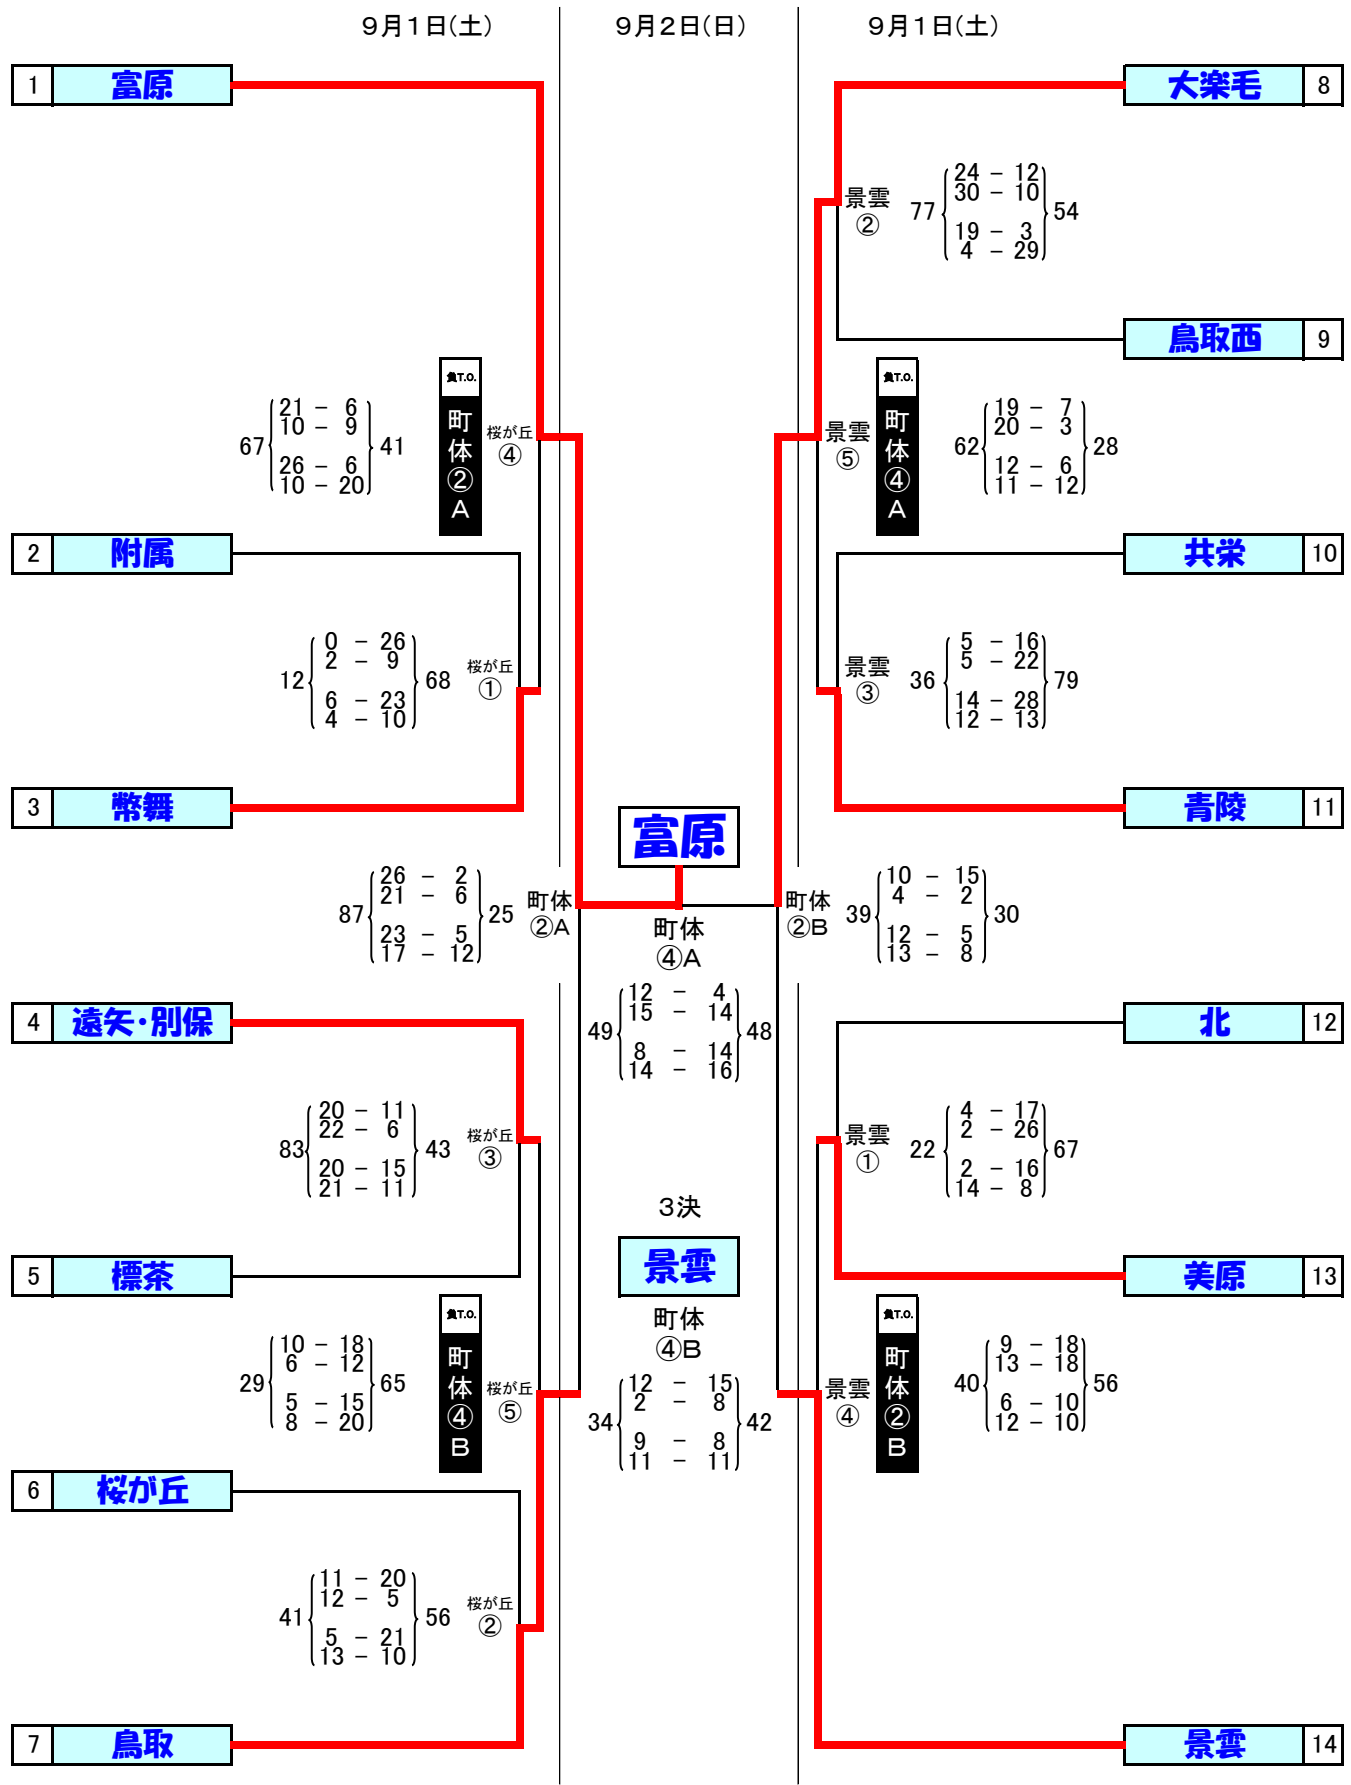 9月1日(土)
9月2日(日)
9月1日(土)
1 富原
大楽毛 8
景雲
②
77 54
24 - 12
30 - 10
19 - 3
4 - 29
鳥取西 9
負T.O.
町体②A
桜が丘
④
67 41
21 - 6
10 - 9
26 - 6
10 - 20
負T.O.
町体④A
景雲
⑤
62 28
19 - 7
20 - 3
12 - 6
11 - 12
2 附属
共栄 10
桜が丘
①
12 68
0 - 26
2 - 9
6 - 23
4 - 10
景雲
③
36 79
5 - 16
5 - 22
14 - 28
12 - 13
3 幣舞
青陵 11
富原
町体
②A
87 25
26 - 2
21 - 6
23 - 5
17 - 12
町体
②B
39 30
10 - 15
4 - 2
12 - 5
13 - 8
町体
④A
49 48
12 - 4
15 - 14
8 - 14
14 - 16
4 遠矢・別保
北 12
桜が丘
③
83 43
20 - 11
22 - 6
20 - 15
21 - 11
景雲
①
22 67
4 - 17
2 - 26
2 - 16
14 - 8
3決
景雲
町体
④B
34 42
12 - 15
2 - 8
9 - 8
11 - 11
5 標茶
美原 13
負T.O.
町体④B
桜が丘
⑤
29 65
10 - 18
6 - 12
5 - 15
8 - 20
負T.O.
町体②B
景雲
④
40 56
9 - 18
13 - 18
6 - 10
12 - 10
6 桜が丘
桜が丘
②
41 56
11 - 20
12 - 5
5 - 21
13 - 10
7 鳥取
景雲 14